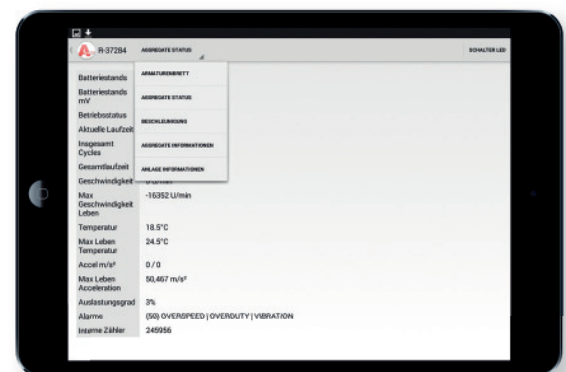 R-37284 AGGREGATE STATUS SCHALTER LED
ARMATURENBRETT
AGGREGATE STATUS
BESCHLEUNIGUNG
AGGREGATE INFORMATIONEN
ANLAGE INFORMATIONEN
Batteriestands
Batteriestands
mV
Betriebsstatus
Aktuelle Laufzeit
Insgesamt
Cycles
Gesamtlaufzeit
Geschwindigkeit
Max -16352 U/min
Geschwindigkeit
Leben
Temperatur 18.5°C
Max Leben 24.5°C
Temperatur
Accel m/s² 0 / 0
Max Leben 50,467 m/s²
Acceleration
Auslastungsgrad 3%
Alarme (50) OVERSPEED | OVERDUTY | VIBRATION
Interne Zähler 245956